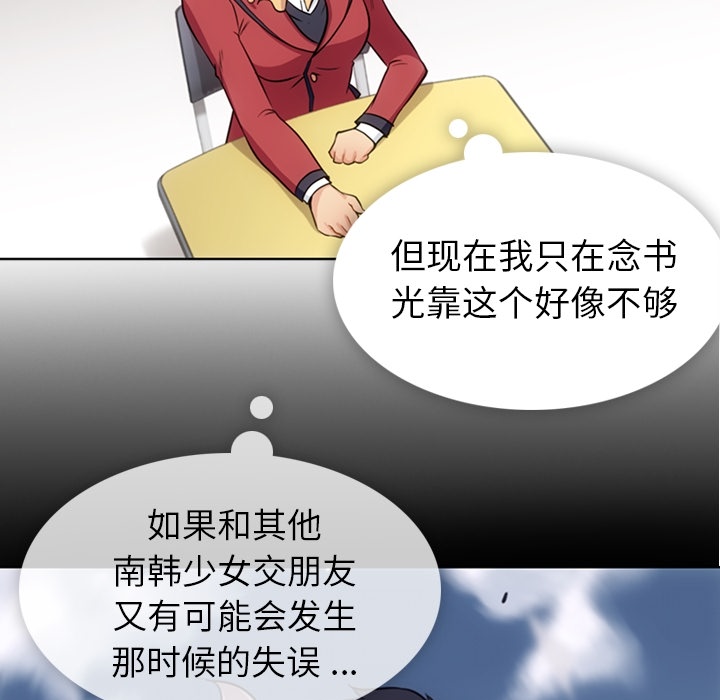 但现在我只在念书
光靠这个好像不够
如果和其他
南韩少女交朋友
又有可能会发生
那时候的失误 ...